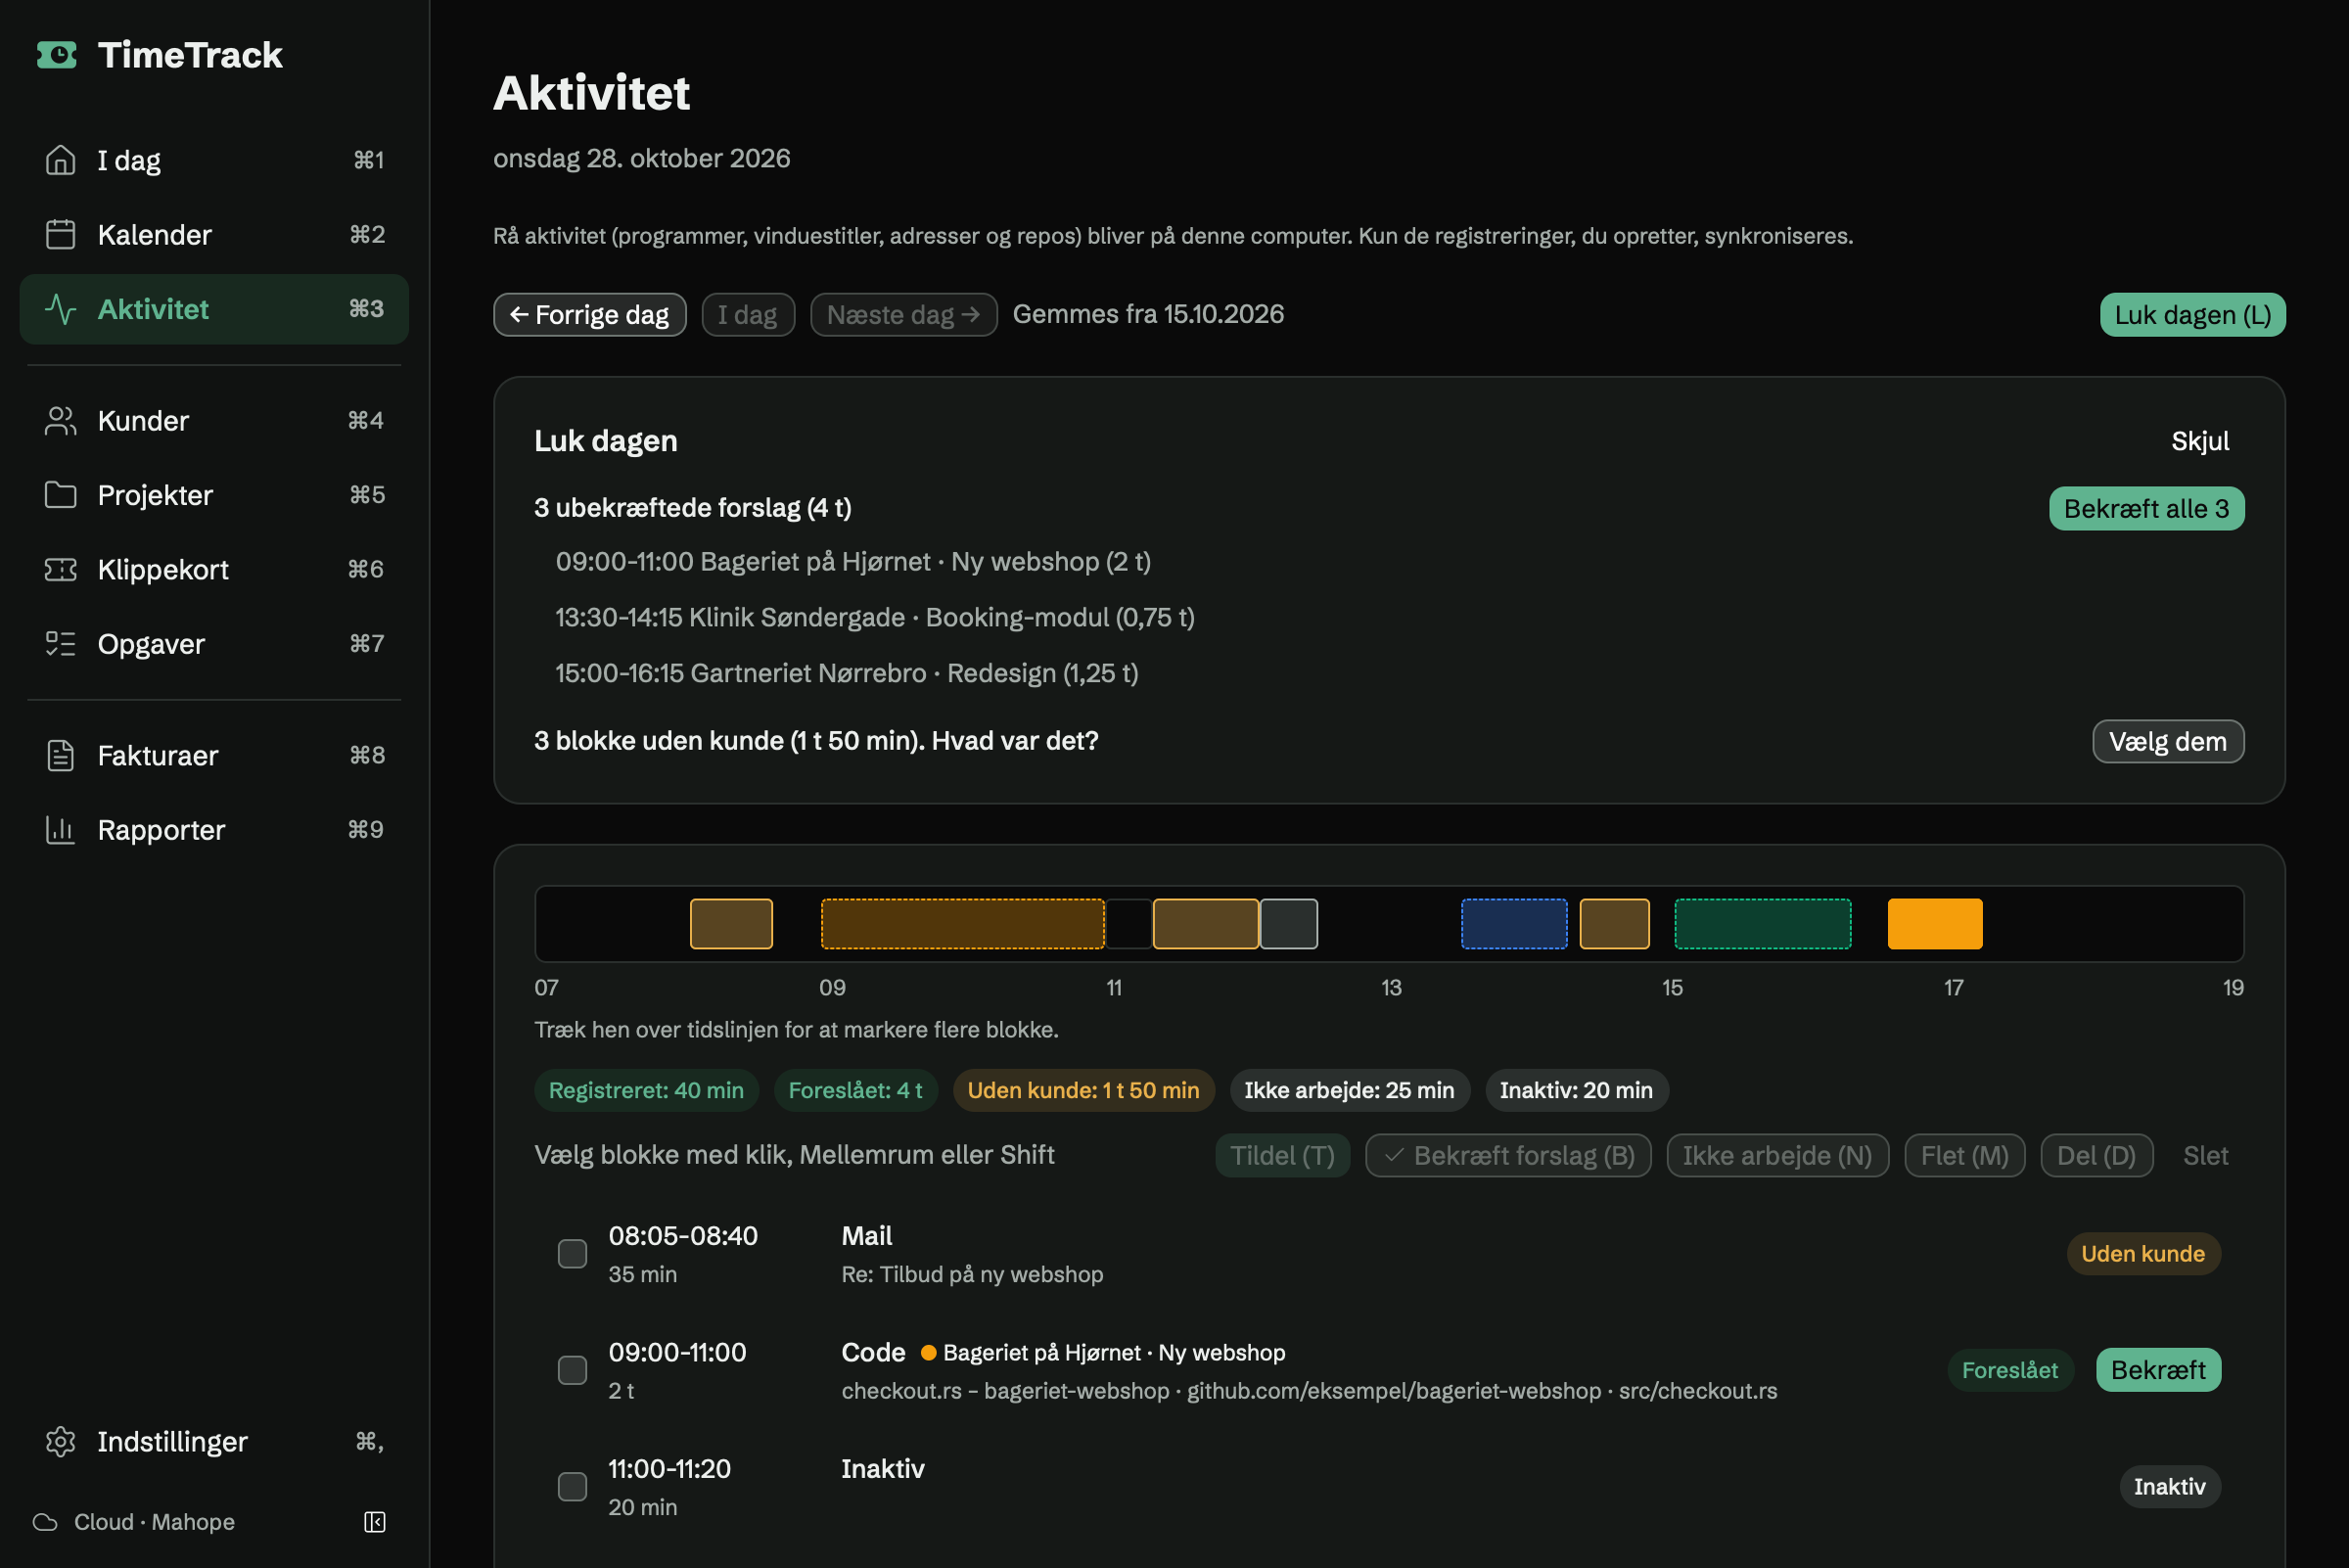 TimeTrack
I dag ⌘1
Kalender ⌘2
Aktivitet ⌘3
Kunder ⌘4
Projekter ⌘5
Klippekort ⌘6
Opgaver ⌘7
Fakturaer ⌘8
Rapporter ⌘9
Indstillinger ⌘,
Cloud · Mahope
Aktivitet
onsdag 28. oktober 2026
Rå aktivitet (programmer, vinduestitler, adresser og repos) bliver på denne computer. Kun de registreringer, du opretter, synkroniseres.
← Forrige dag I dag Næste dag → Gemmes fra 15.10.2026 Luk dagen (L)
Luk dagen Skjul
3 ubekræftede forslag (4 t) Bekræft alle 3
09:00-11:00 Bageriet på Hjørnet · Ny webshop (2 t)
13:30-14:15 Klinik Søndergade · Booking-modul (0,75 t)
15:00-16:15 Gartneriet Nørrebro · Redesign (1,25 t)
3 blokke uden kunde (1 t 50 min). Hvad var det? Vælg dem
07 09 11 13 15 17 19
Træk hen over tidslinjen for at markere flere blokke.
Registreret: 40 min Foreslået: 4 t Uden kunde: 1 t 50 min Ikke arbejde: 25 min Inaktiv: 20 min
Vælg blokke med klik, Mellemrum eller Shift Tildel (T) ✓ Bekræft forslag (B) Ikke arbejde (N) Flet (M) Del (D) Slet
08:05-08:40 Mail Uden kunde
35 min Re: Tilbud på ny webshop
09:00-11:00 Code Bageriet på Hjørnet · Ny webshop Foreslået Bekræft
2 t checkout.rs – bageriet-webshop · github.com/eksempel/bageriet-webshop · src/checkout.rs
11:00-11:20 Inaktiv Inaktiv
20 min